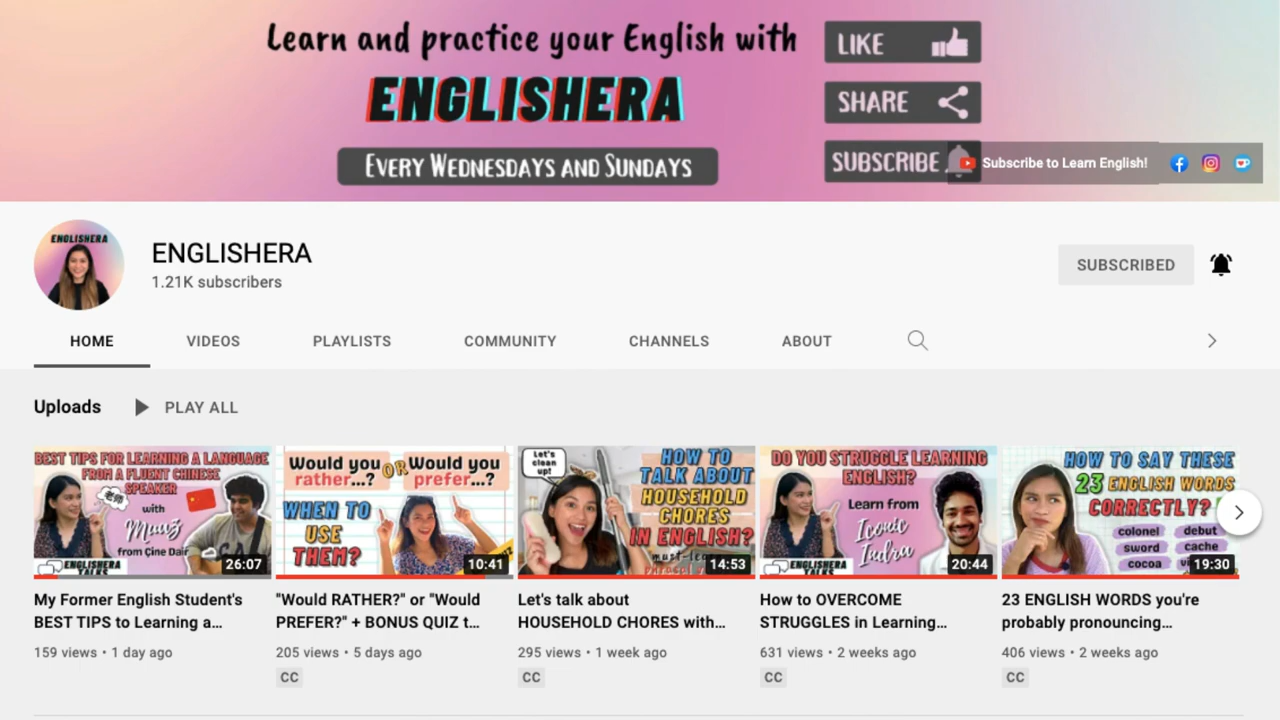 Learn and practice your English with
ENGLISHERA
EVERY WEDNESDAYS AND SUNDAYS
LIKE
SHARE
SUBSCRIBE
Subscribe to Learn English!
ENGLISHERA
ENGLISHERA
1.21K subscribers
SUBSCRIBED
HOME
VIDEOS
PLAYLISTS
COMMUNITY
CHANNELS
ABOUT
Uploads
PLAY ALL
BEST TIPS FOR LEARNING A LANGUAGE
FROM A FLUENT CHINESE
SPEAKER
老师
with
Mauz
from Çine Dair
ENGLISHERA
TALKS
26:07
My Former English Student's
BEST TIPS to Learning a...
159 views • 1 day ago
Would you OR Would you
rather...? prefer...?
WHEN TO
USE
THEM?
10:41
"Would RATHER?" or "Would
PREFER?" + BONUS QUIZ t...
205 views • 5 days ago
CC
Let's
clean
up!
HOW TO
TALK ABOUT
HOUSEHOLD
CHORES
IN ENGLISH?
14:53
Let's talk about
HOUSEHOLD CHORES with...
295 views • 1 week ago
CC
DO YOU STRUGGLE LEARNING
ENGLISH?
Learn from
Iconic
Indra
ENGLISHERA
TALKS
20:44
How to OVERCOME
STRUGGLES in Learning...
631 views • 2 weeks ago
CC
HOW TO SAY THESE
23 ENGLISH WORDS
CORRECTLY?
colonel debut
sword cache
cocoa
19:30
23 ENGLISH WORDS you're
probably pronouncing...
406 views • 2 weeks ago
CC